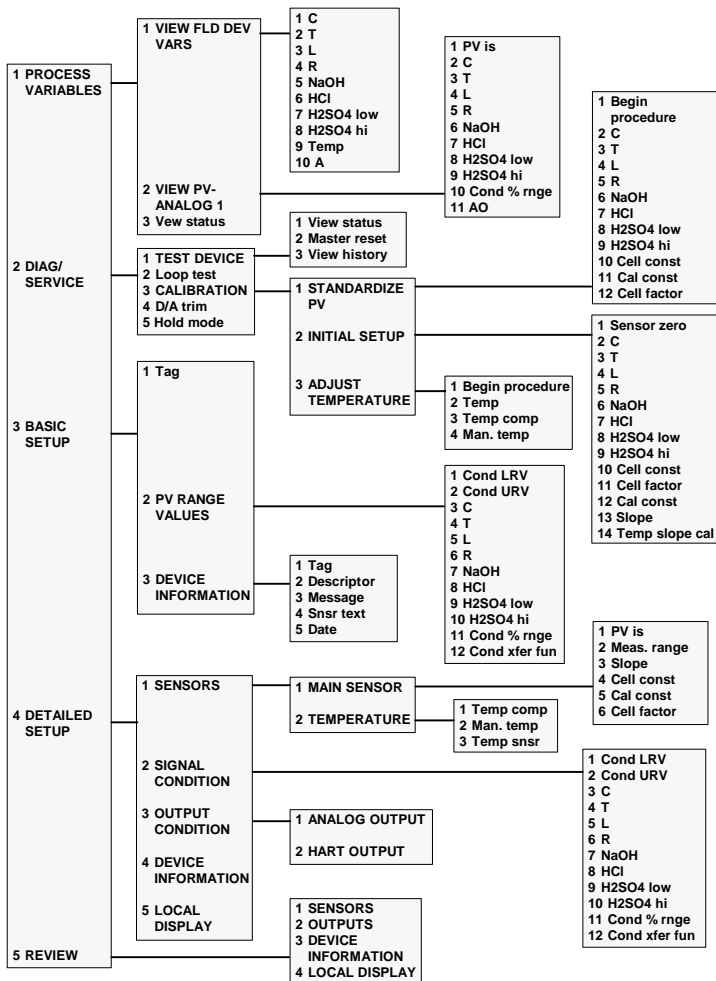 1 PROCESS
VARIABLES
2 DIAG/
SERVICE
3 BASIC
SETUP
4 DETAILED
SETUP
5 REVIEW
1 VIEW FLD DEV
VARS
2 VIEW PV-
ANALOG 1
3 Vew status
1 C
2 T
3 L
4 R
5 NaOH
6 HCl
7 H2SO4 low
8 H2SO4 hi
9 Temp
10 A
1 PV is
2 C
3 T
4 L
5 R
6 NaOH
7 HCl
8 H2SO4 low
9 H2SO4 hi
10 Cond % rnge
11 AO
1 TEST DEVICE
2 Loop test
3 CALIBRATION
4 D/A trim
5 Hold mode
1 View status
2 Master reset
3 View history
1 STANDARDIZE
PV
2 INITIAL SETUP
3 ADJUST
TEMPERATURE
1 Begin
procedure
2 C
3 T
4 L
5 R
6 NaOH
7 HCl
8 H2SO4 low
9 H2SO4 hi
10 Cell const
11 Cal const
12 Cell factor
1 Sensor zero
2 C
3 T
4 L
5 R
6 NaOH
7 HCl
8 H2SO4 low
9 H2SO4 hi
10 Cell const
11 Cell factor
12 Cal const
13 Slope
14 Temp slope cal
1 Begin procedure
2 Temp
3 Temp comp
4 Man. temp
1 Tag
2 PV RANGE
VALUES
3 DEVICE
INFORMATION
1 Cond LRV
2 Cond URV
3 C
4 T
5 L
6 R
7 NaOH
8 HCl
9 H2SO4 low
10 H2SO4 hi
11 Cond % rnge
12 Cond xfer fun
1 Tag
2 Descriptor
3 Message
4 Snsr text
5 Date
1 SENSORS
2 SIGNAL
CONDITION
3 OUTPUT
CONDITION
4 DEVICE
INFORMATION
5 LOCAL
DISPLAY
1 MAIN SENSOR
2 TEMPERATURE
1 PV is
2 Meas. range
3 Slope
4 Cell const
5 Cal const
6 Cell factor
1 Temp comp
2 Man. temp
3 Temp snsr
1 Cond LRV
2 Cond URV
3 C
4 T
5 L
6 R
7 NaOH
8 HCl
9 H2SO4 low
10 H2SO4 hi
11 Cond % rnge
12 Cond xfer fun
1 ANALOG OUTPUT
2 HART OUTPUT
1 SENSORS
2 OUTPUTS
3 DEVICE
INFORMATION
4 LOCAL DISPLAY